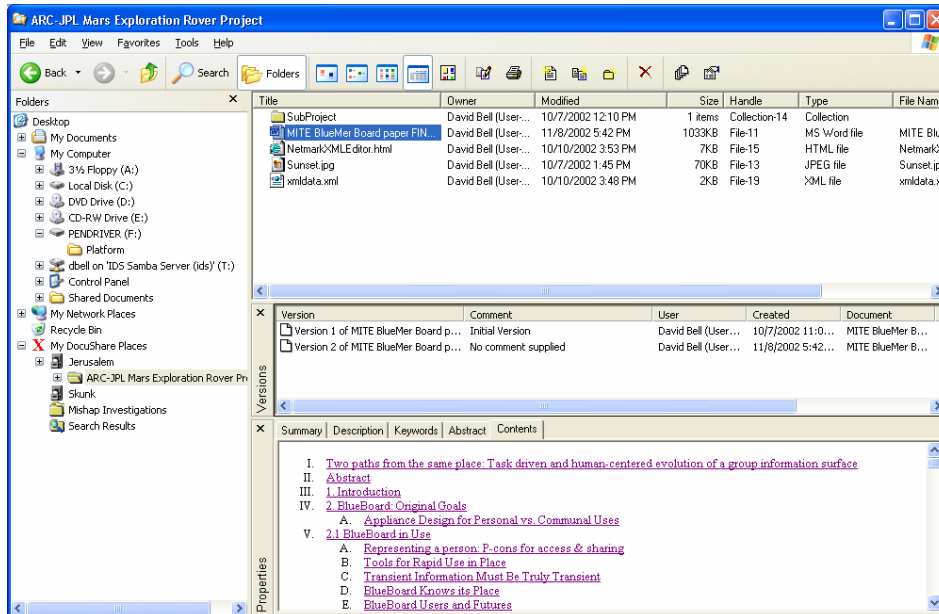 ARC-JPL Mars Exploration Rover Project
File Edit View Favorites Tools Help
Back Search Folders
Folders
Desktop
My Documents
My Computer
3½ Floppy (A:)
Local Disk (C:)
DVD Drive (D:)
CD-RW Drive (E:)
PENDRIVER (F:)
Platform
dbell on 'IDS Samba Server (ids)' (T:)
Control Panel
Shared Documents
My Network Places
Recycle Bin
My DocuShare Places
Jerusalem
ARC-JPL Mars Exploration Rover Pr
Skunk
Mishap Investigations
Search Results
Title Owner Modified Size Handle Type File Nam
SubProject David Bell (User-... 10/7/2002 12:10 PM 1 items Collection-14 Collection
MITE BlueMer Board paper FIN... David Bell (User-... 11/8/2002 5:42 PM 1033KB File-11 MS Word file MITE Blu
NetmarkXMLEditor.html David Bell (User-... 10/10/2002 3:53 PM 7KB File-15 HTML file NetmarkX
Sunset.jpg David Bell (User-... 10/7/2002 1:45 PM 70KB File-13 JPEG file Sunset.jp
xmldata.xml David Bell (User-... 10/10/2002 3:48 PM 2KB File-19 XML file xmldata.x
Versions
Version Comment User Created Document
Version 1 of MITE BlueMer Board p... Initial Version David Bell (User... 10/7/2002 11:0... MITE BlueMer B...
Version 2 of MITE BlueMer Board p... No comment supplied David Bell (User... 11/8/2002 5:42... MITE BlueMer B...
Properties
Summary Description Keywords Abstract Contents
I. Two paths from the same place: Task driven and human-centered evolution of a group information surface
II. Abstract
III. 1. Introduction
IV. 2. BlueBoard: Original Goals
A. Appliance Design for Personal vs. Communal Uses
V. 2.1 BlueBoard in Use
A. Representing a person: P-cons for access & sharing
B. Tools for Rapid Use in Place
C. Transient Information Must Be Truly Transient
D. BlueBoard Knows its Place
E. BlueBoard Users and Futures